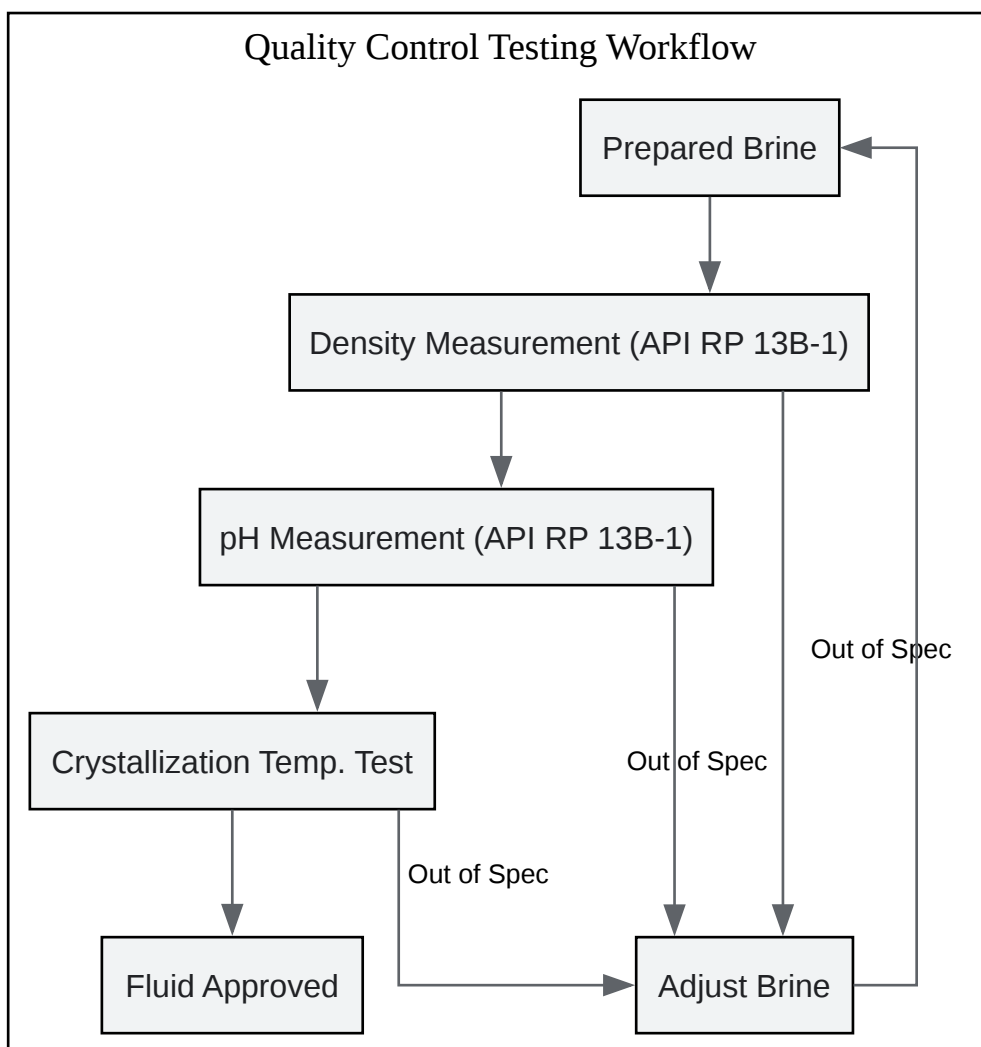 Quality Control Testing Workflow
Prepared Brine
Density Measurement (API RP 13B-1)
pH Measurement (API RP 13B-1)
Out of Spec
Crystallization Temp. Test
Out of Spec
Out of Spec
Fluid Approved
Adjust Brine